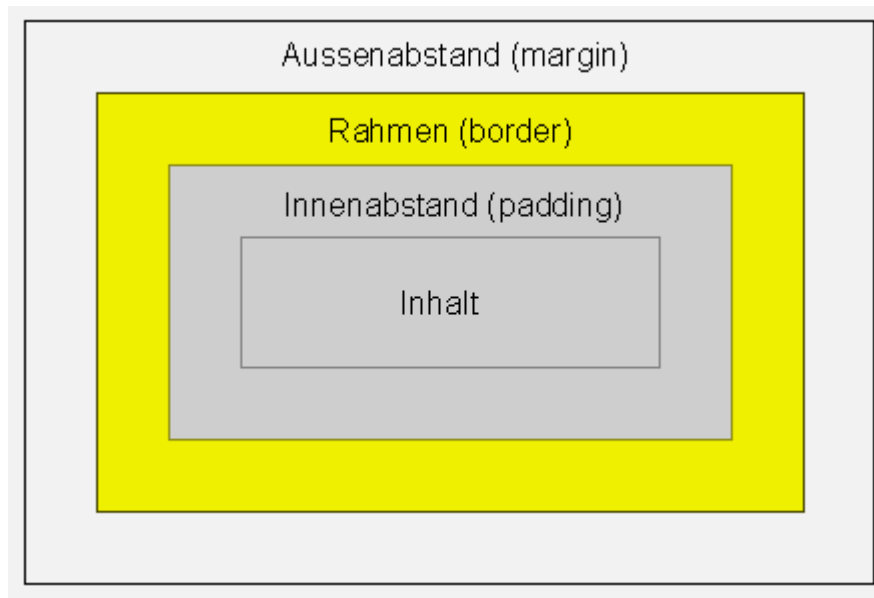 Aussenabstand (margin)
Rahmen (border)
Innenabstand (padding)
Inhalt